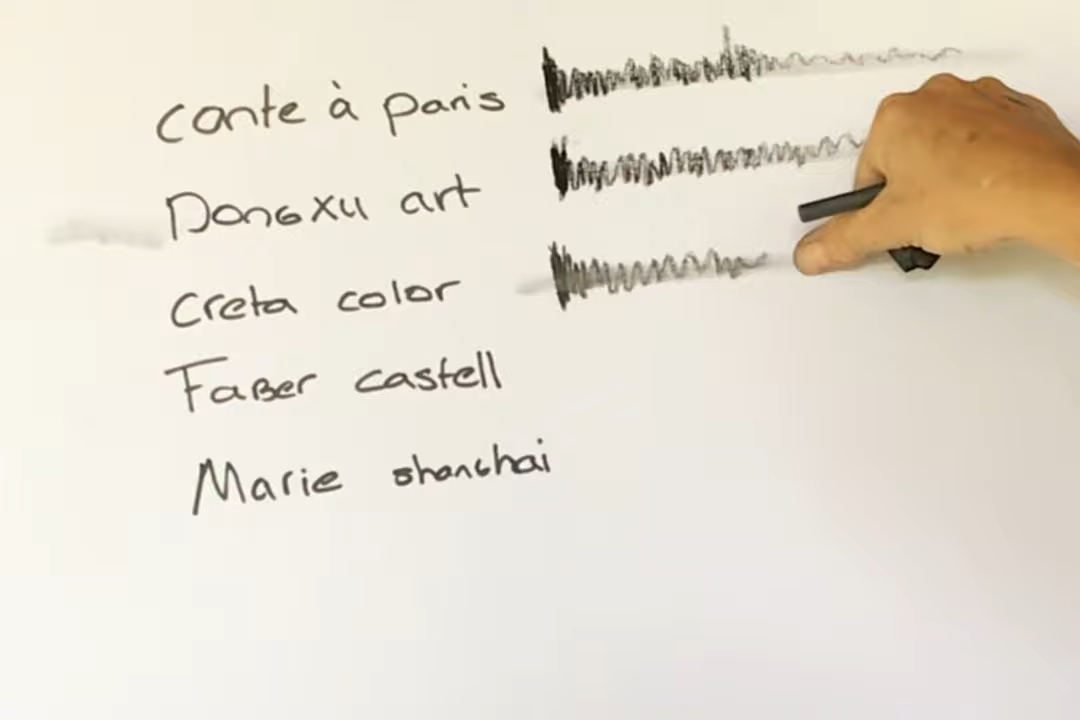 conte à paris
Dongxu art
Creta color
Faber castell
Marie shanghai